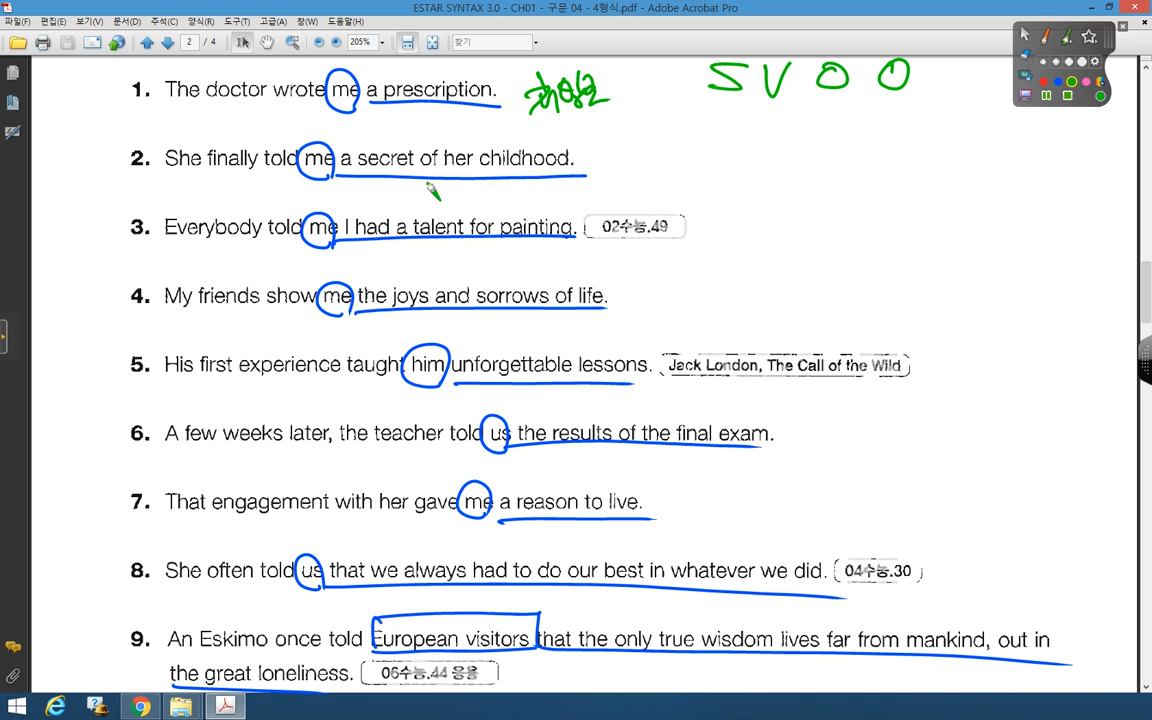 ESTAR SYNTAX 3.0 - CH01 - 구문 04 - 4형식.pdf - Adobe Acrobat Pro
파일(F) 편집(E) 보기(V) 문서(D) 주석(C) 양식(R) 도구(T) 고급(A) 창(W) 도움말(H)
2 / 4 205% 찾기
S V O O
1. The doctor wrote me a prescription. 처방전
2. She finally told me a secret of her childhood.
3. Everybody told me I had a talent for painting. 02수능.49
4. My friends show me the joys and sorrows of life.
5. His first experience taught him unforgettable lessons. Jack London, The Call of the Wild
6. A few weeks later, the teacher told us the results of the final exam.
7. That engagement with her gave me a reason to live.
8. She often told us that we always had to do our best in whatever we did. 04수능.30
9. An Eskimo once told European visitors that the only true wisdom lives far from mankind, out in
the great loneliness. 06수능.44 응용